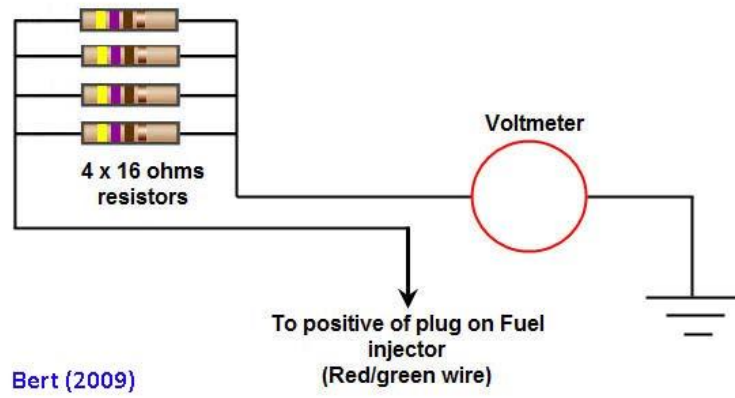 Voltmeter
4 x 16 ohms
resistors
To positive of plug on Fuel
injector
(Red/green wire)
Bert (2009)